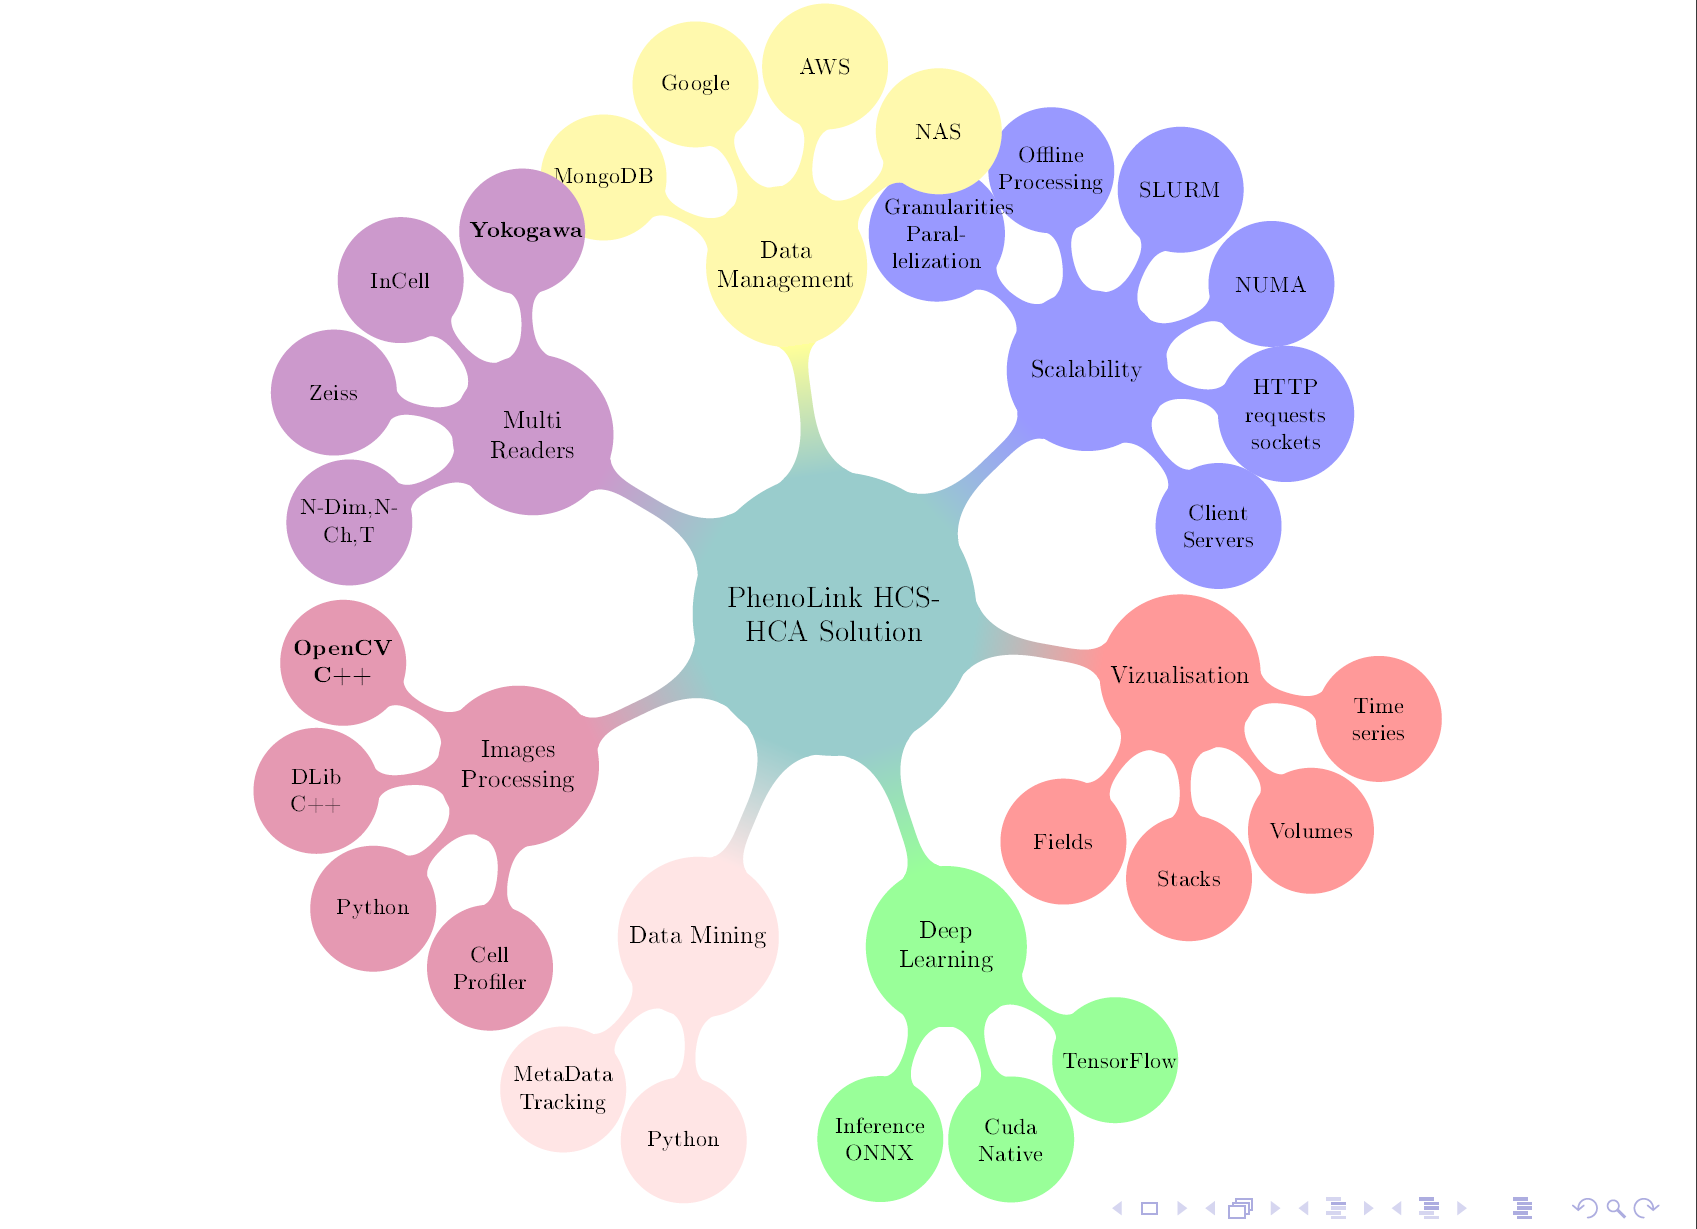 AWS
Google
NAS
MongoDB
Offline
Processing
SLURM
Granularities
Paral-
lelization
Yokogawa
InCell
Data
Management
NUMA
Scalability
Zeiss
Multi
Readers
HTTP
requests
sockets
N-Dim,N-
Ch,T
Client
Servers
PhenoLink HCS-
HCA Solution
OpenCV
C++
Vizualisation
Time
series
Images
Processing
DLib
C++
Fields
Stacks
Volumes
Python
Cell
Profiler
Data Mining
Deep
Learning
MetaData
Tracking
Python
TensorFlow
Inference
ONNX
Cuda
Native